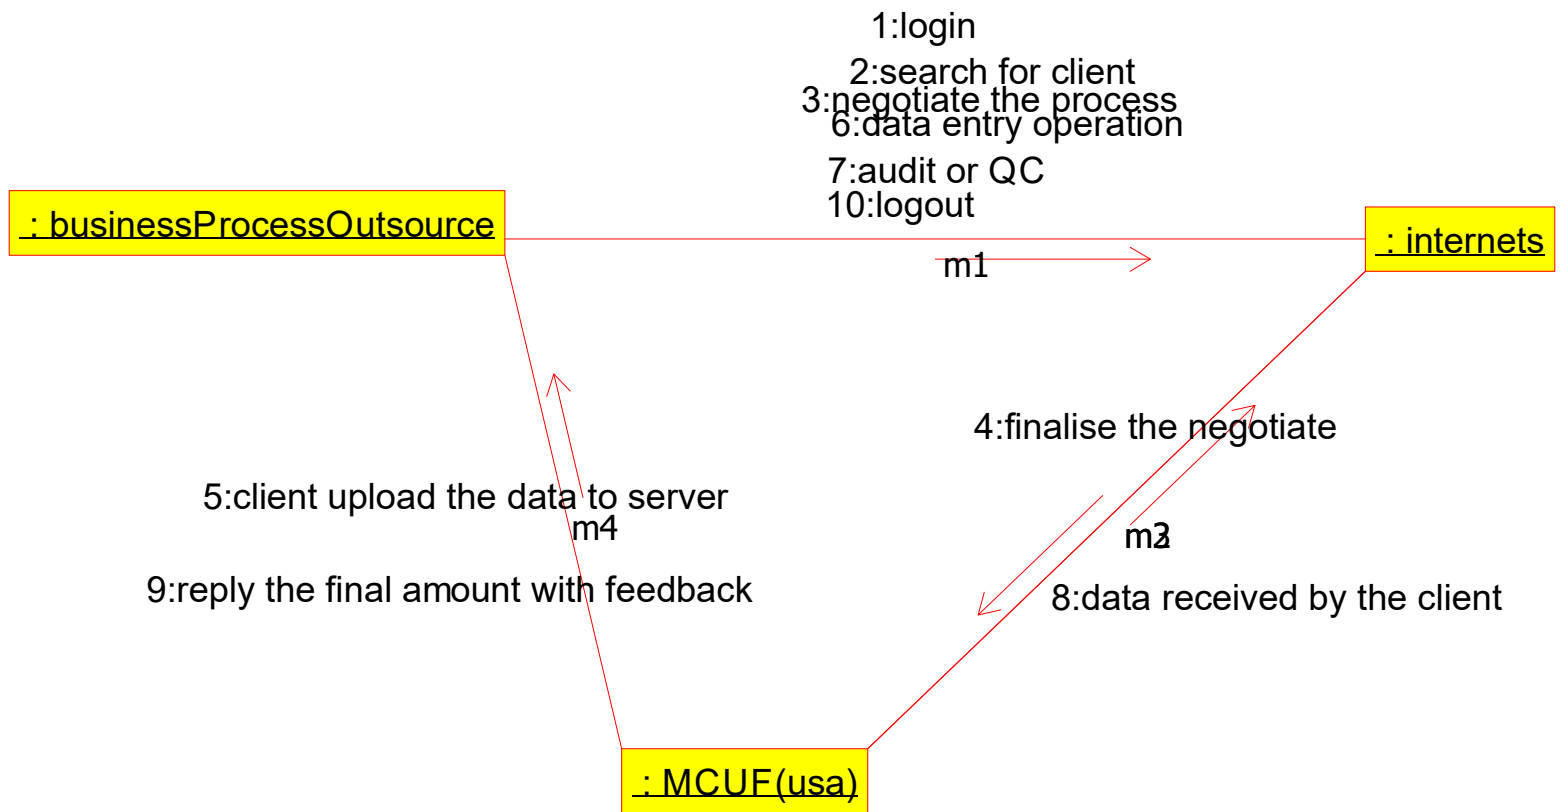 1:login
2:search for client
3:negotiate the process
6:data entry operation
7:audit or QC
10:logout
: businessProcessOutsource
: internets
m1
4:finalise the negotiate
5:client upload the data to server
m4
m3
m2
9:reply the final amount with feedback
8:data received by the client
: MCUF(usa)